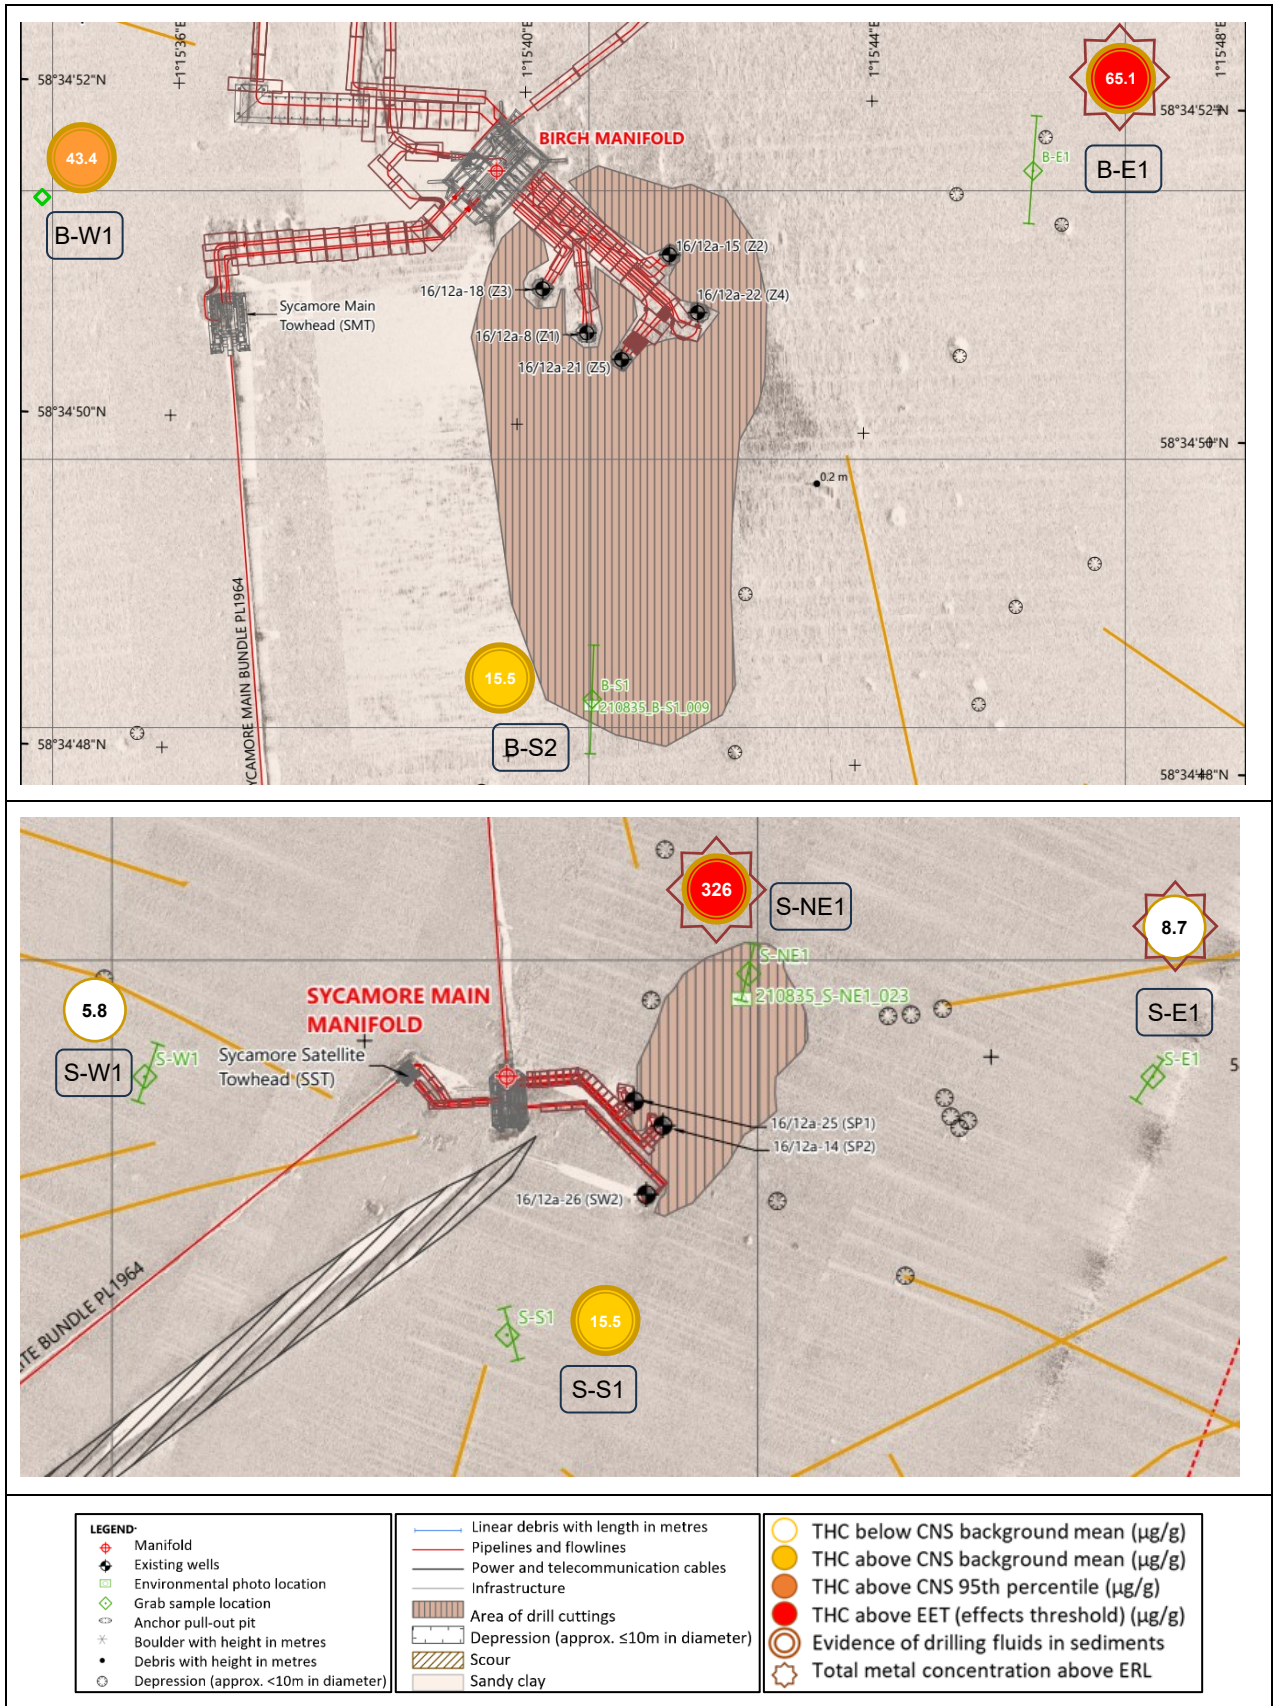 1°15'36"E
1°15'40"E
1°15'44"E
1°15'48"E
58°34'52"N
65.1
58°34'52"N
BIRCH MANIFOLD
43.4
B-E1
B-E1
B-W1
16/12a-15 (Z2)
16/12a-18 (Z3)
16/12a-22 (Z4)
Sycamore Main
Towhead (SMT)
16/12a-8 (Z1)
16/12a-21 (Z5)
58°34'50"N
58°34'50"N
0.2 m
YCAMORE MAIN BUNDLE PL1964
15.5
B-S1
210835_B-S1_009
B-S2
58°34'48"N
58°34'48"N
326
S-NE1
8.7
S-NE1
210835_S-NE1_023
SYCAMORE MAIN
MANIFOLD
5.8
S-E1
S-W1
S-W1
Sycamore Satellite
Towhead (SST)
S-E1
5
16/12a-25 (SP1)
16/12a-14 (SP2)
16/12a-26 (SW2)
ITE BUNDLE PL1964
S-S1
15.5
S-S1
LEGEND
Manifold
Existing wells
Environmental photo location
Grab sample location
Anchor pull-out pit
Boulder with height in metres
Debris with height in metres
Depression (approx. <10m in diameter)
Linear debris with length in metres
Pipelines and flowlines
Power and telecommunication cables
Infrastructure
Area of drill cuttings
Depression (approx. ≤10m in diameter)
Scour
Sandy clay
THC below CNS background mean (µg/g)
THC above CNS background mean (µg/g)
THC above CNS 95th percentile (µg/g)
THC above EET (effects threshold) (µg/g)
Evidence of drilling fluids in sediments
Total metal concentration above ERL